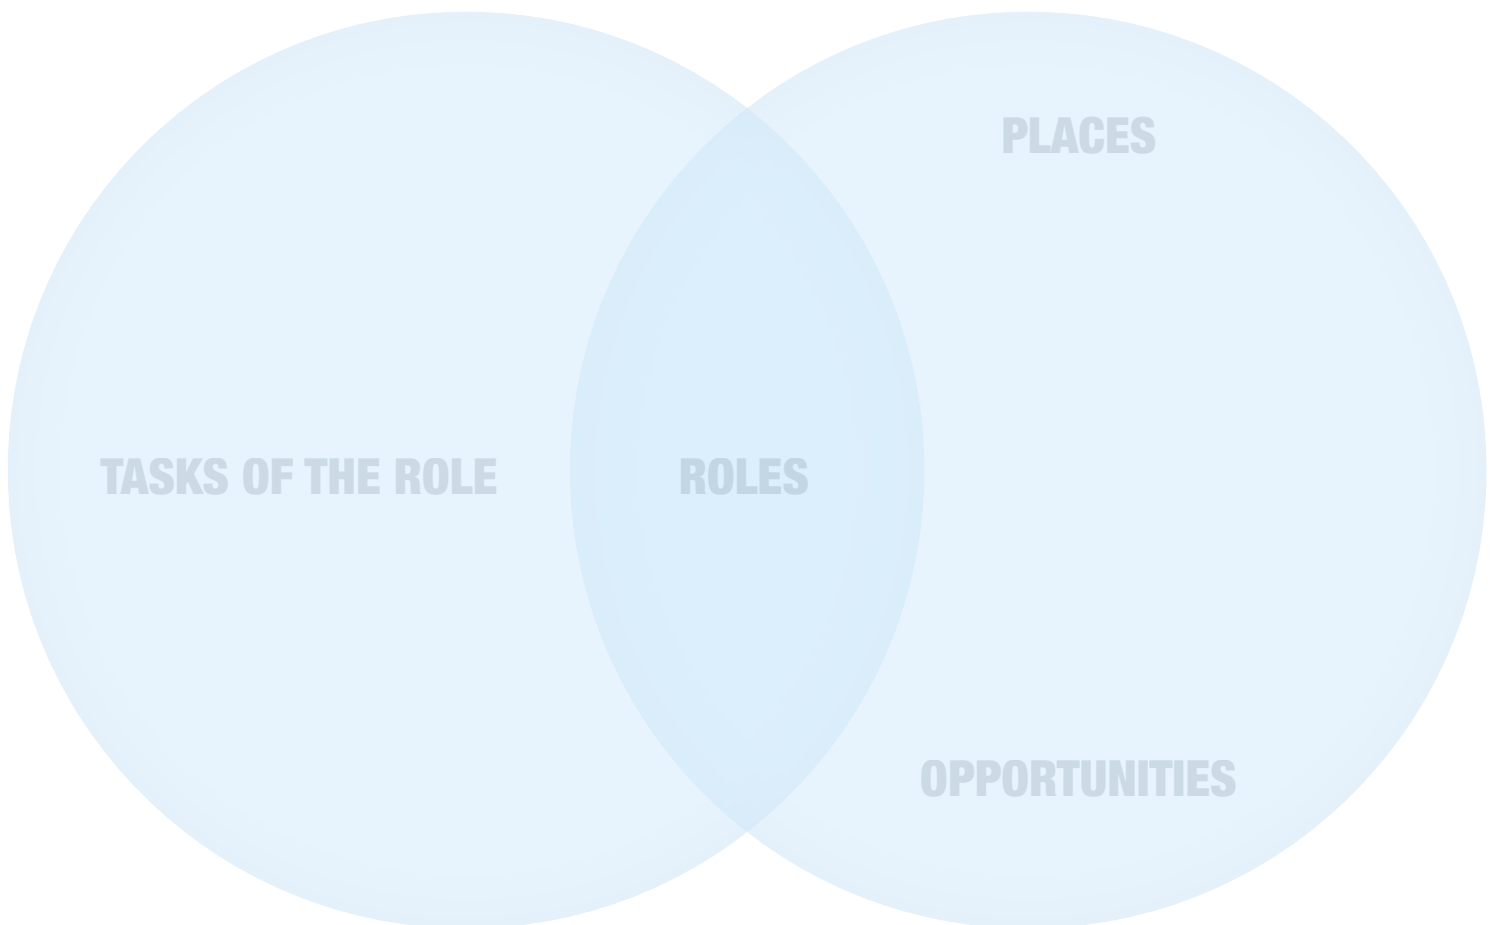 PLACES
TASKS OF THE ROLE
ROLES
OPPORTUNITIES